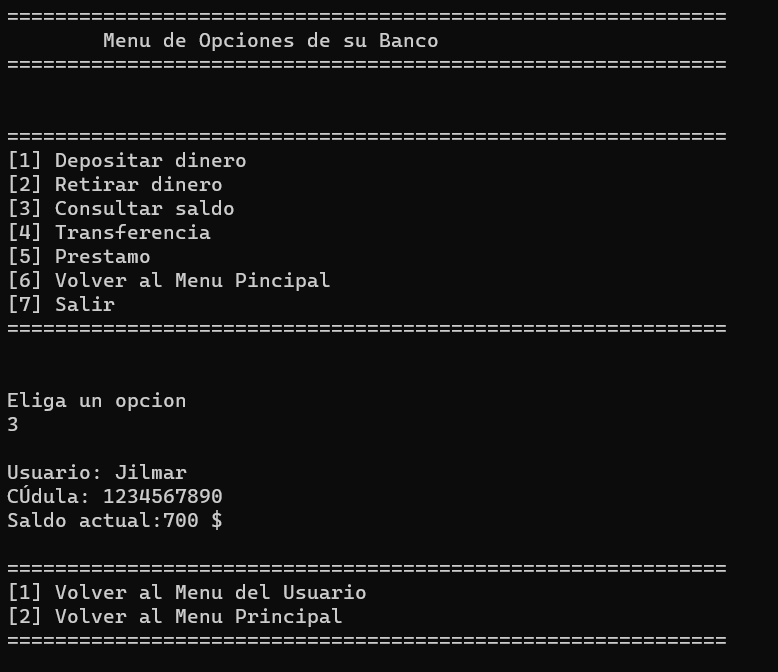 ============================================================
        Menu de Opciones de su Banco
============================================================
============================================================
[1] Depositar dinero
[2] Retirar dinero
[3] Consultar saldo
[4] Transferencia
[5] Prestamo
[6] Volver al Menu Pincipal
[7] Salir
============================================================
Eliga un opcion
3
Usuario: Jilmar
CÚdula: 1234567890
Saldo actual:700 $
============================================================
[1] Volver al Menu del Usuario
[2] Volver al Menu Principal
============================================================